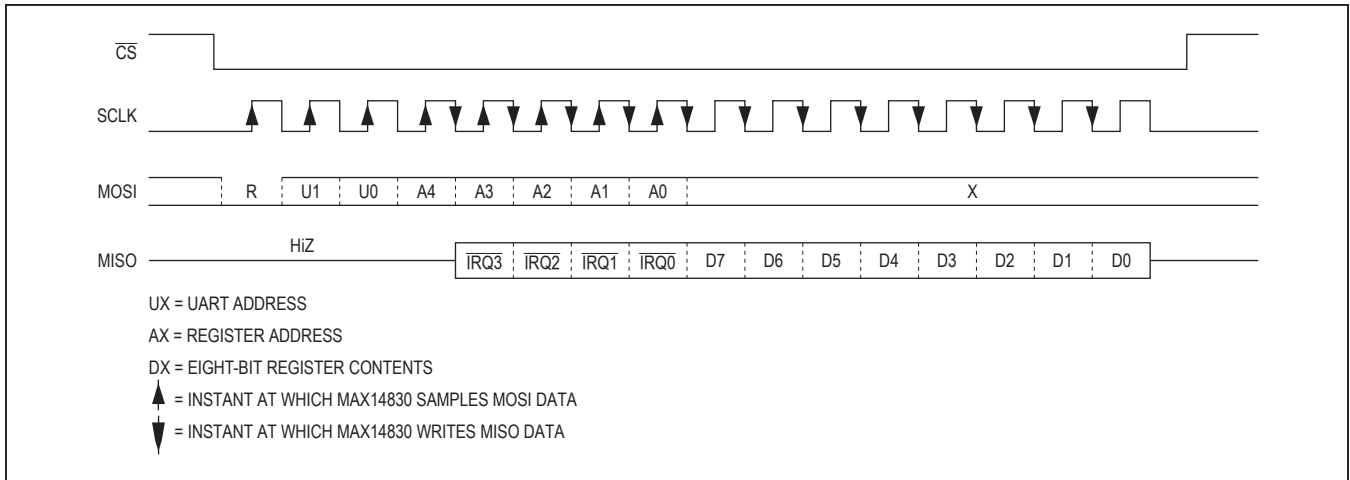 CS
SCLK
MOSI R U1 U0 A4 A3 A2 A1 A0 X
HiZ
MISO IRQ3 IRQ2 IRQ1 IRQ0 D7 D6 D5 D4 D3 D2 D1 D0
UX = UART ADDRESS
AX = REGISTER ADDRESS
DX = EIGHT-BIT REGISTER CONTENTS
= INSTANT AT WHICH MAX14830 SAMPLES MOSI DATA
= INSTANT AT WHICH MAX14830 WRITES MISO DATA